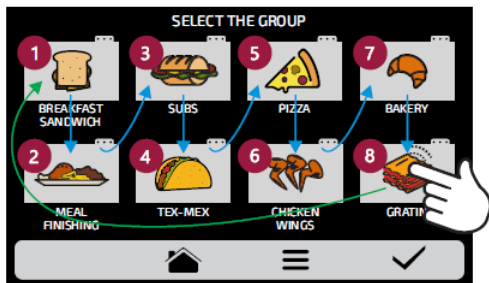 SELECT THE GROUP
1
3
5
7
BREAKFAST
SANDWICH
SUBS
PIZZA
BAKERY
2
4
6
8
MEAL
FINISHING
TEX-MEX
CHICKEN
WINGS
GRATIN